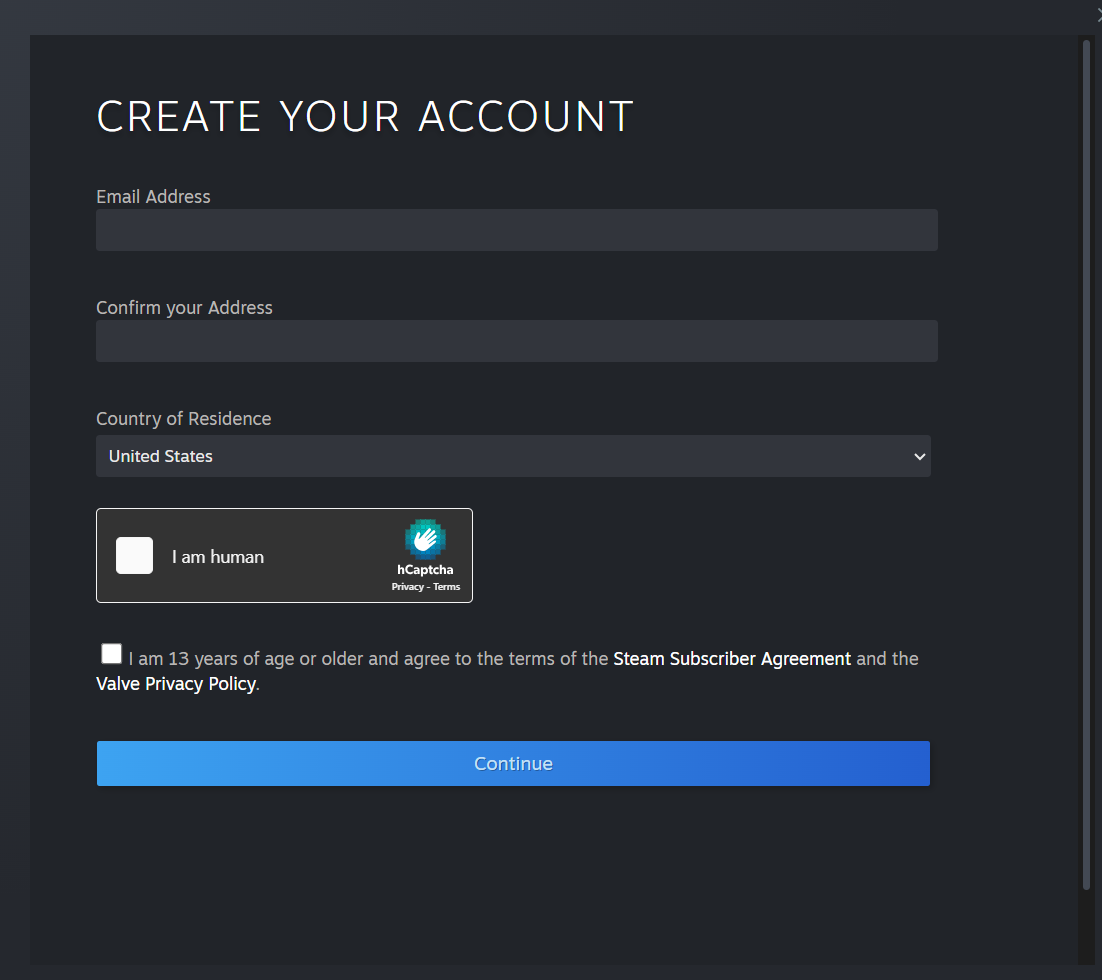 CREATE YOUR ACCOUNT
Email Address
Confirm your Address
Country of Residence
United States
I am human
hCaptcha
Privacy - Terms
I am 13 years of age or older and agree to the terms of the Steam Subscriber Agreement and the
Valve Privacy Policy.
Continue